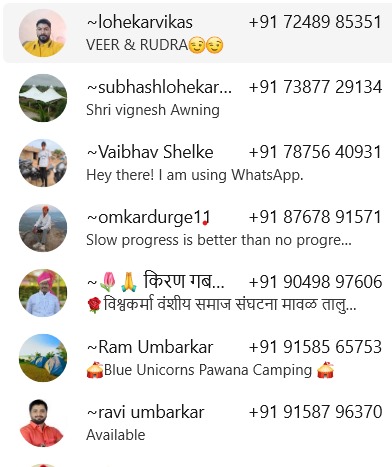 ~lohekarvikas +91 72489 85351
VEER & RUDRA😉😉
~subhashlohekar... +91 73877 29134
Shri vignesh Awning
~Vaibhav Shelke +91 78756 40931
Hey there! I am using WhatsApp.
~omkardurge11 +91 87678 91571
Slow progress is better than no progre...
~🌷🙏 किरण गब... +91 90498 97606
🌹विश्वकर्मा वंशीय समाज संघटना मावळ तालु...
~Ram Umbarkar +91 91585 65753
🎪Blue Unicorns Pawana Camping 🎪
~ravi umbarkar +91 91587 96370
Available